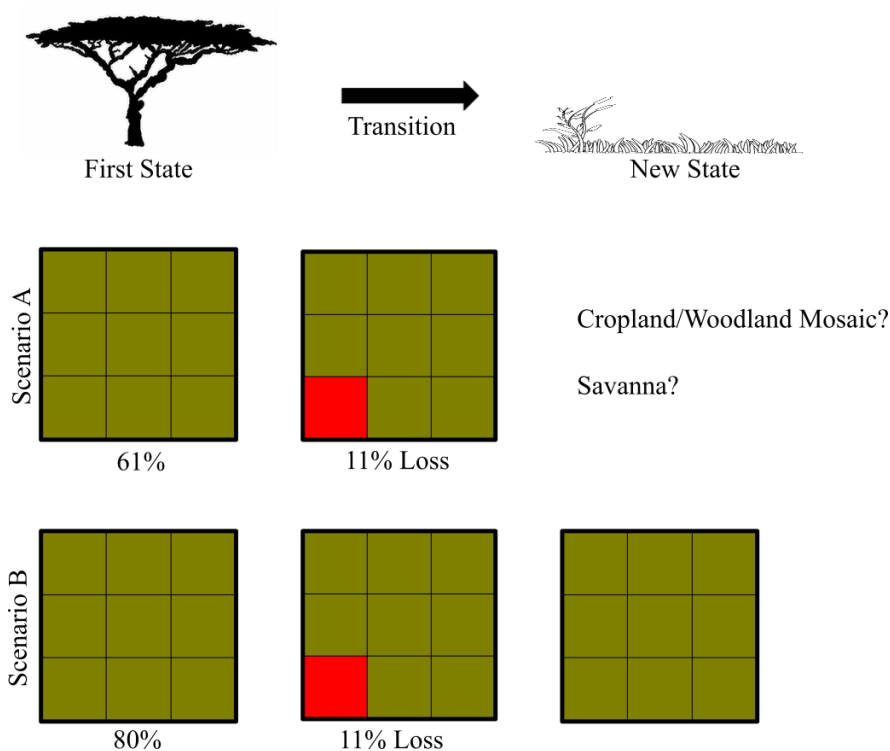 Transition
First State
New State
Scenario A
Cropland/Woodland Mosaic?
Savanna?
61%
11% Loss
Scenario B
80%
11% Loss